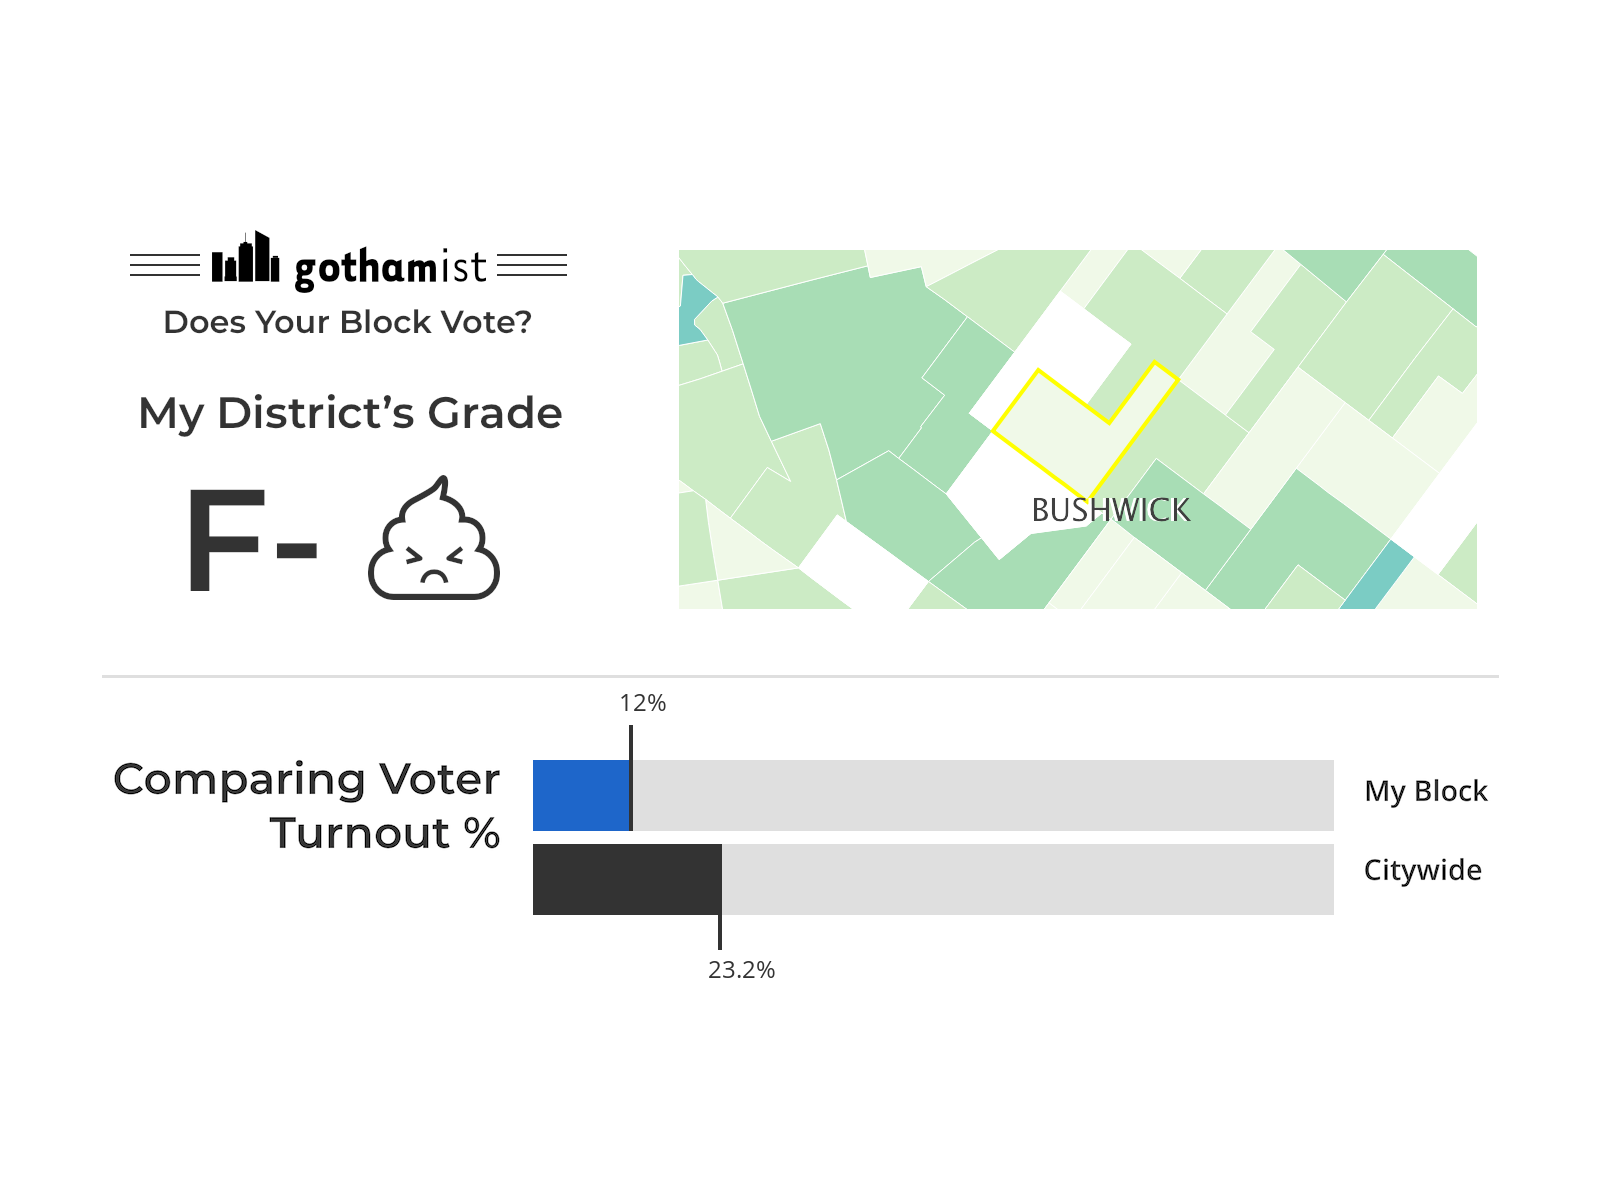 gothamist
Does Your Block Vote?
My District’s Grade
F-
BUSHWICK
12%
Comparing Voter
Turnout %
My Block
Citywide
23.2%